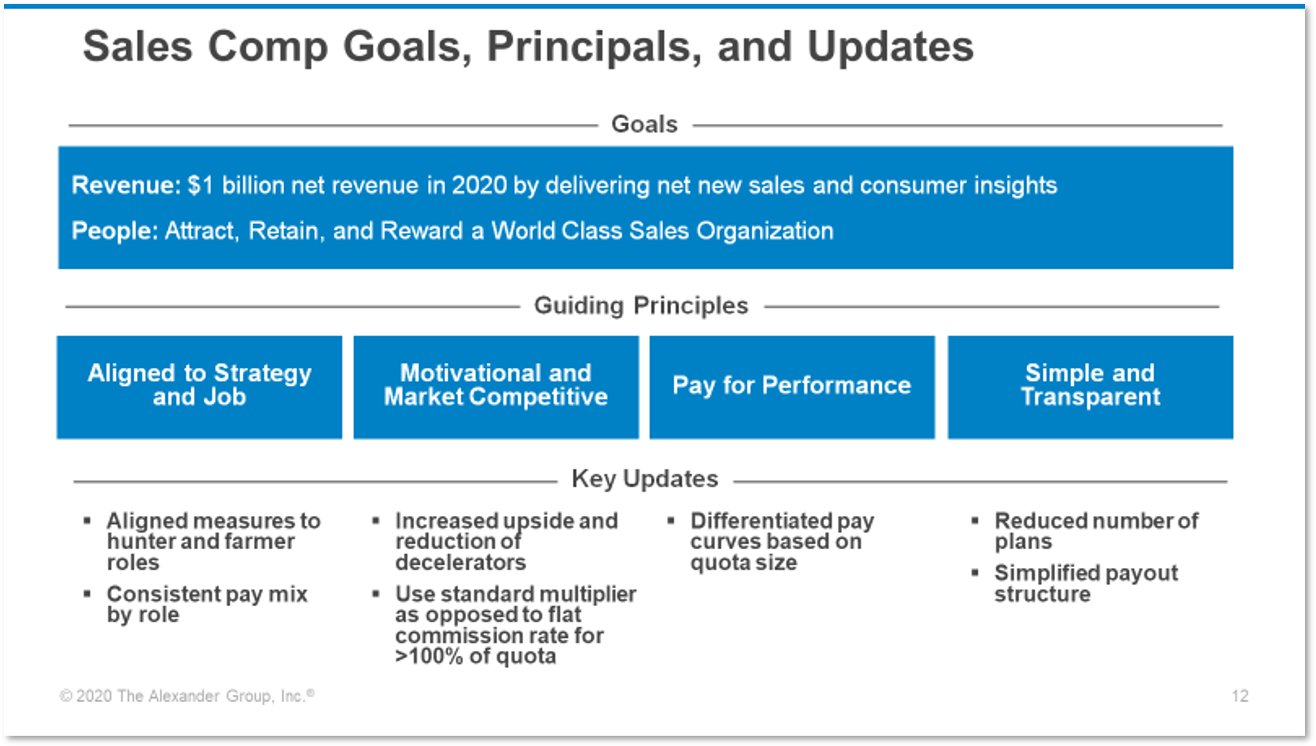 Sales Comp Goals, Principals, and Updates
Goals
Revenue: $1 billion net revenue in 2020 by delivering net new sales and consumer insights
People: Attract, Retain, and Reward a World Class Sales Organization
Guiding Principles
Aligned to Strategy
and Job
Motivational and
Market Competitive
Pay for Performance
Simple and
Transparent
Key Updates
▪ Aligned measures to
hunter and farmer
roles
▪ Consistent pay mix
by role
▪ Increased upside and
reduction of
decelerators
▪ Use standard multiplier
as opposed to flat
commission rate for
>100% of quota
▪ Differentiated pay
curves based on
quota size
▪ Reduced number of
plans
▪ Simplified payout
structure
© 2020 The Alexander Group, Inc.®
12